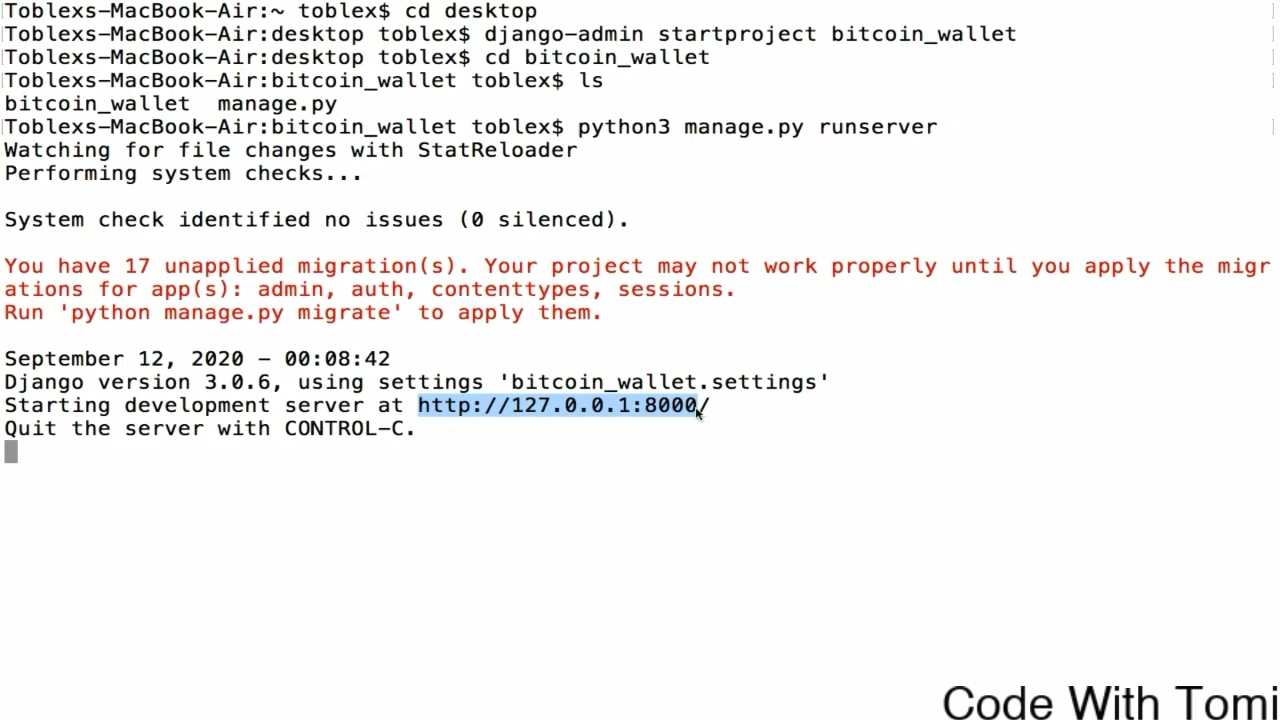 Toblexs-MacBook-Air:~ toblex$ cd desktop
Toblexs-MacBook-Air:desktop toblex$ django-admin startproject bitcoin_wallet
Toblexs-MacBook-Air:desktop toblex$ cd bitcoin_wallet
Toblexs-MacBook-Air:bitcoin_wallet toblex$ ls
bitcoin_wallet  manage.py
Toblexs-MacBook-Air:bitcoin_wallet toblex$ python3 manage.py runserver
Watching for file changes with StatReloader
Performing system checks...
System check identified no issues (0 silenced).
You have 17 unapplied migration(s). Your project may not work properly until you apply the migr
ations for app(s): admin, auth, contenttypes, sessions.
Run 'python manage.py migrate' to apply them.
September 12, 2020 - 00:08:42
Django version 3.0.6, using settings 'bitcoin_wallet.settings'
Starting development server at http://127.0.0.1:8000/
Quit the server with CONTROL-C.
Code With Tomi